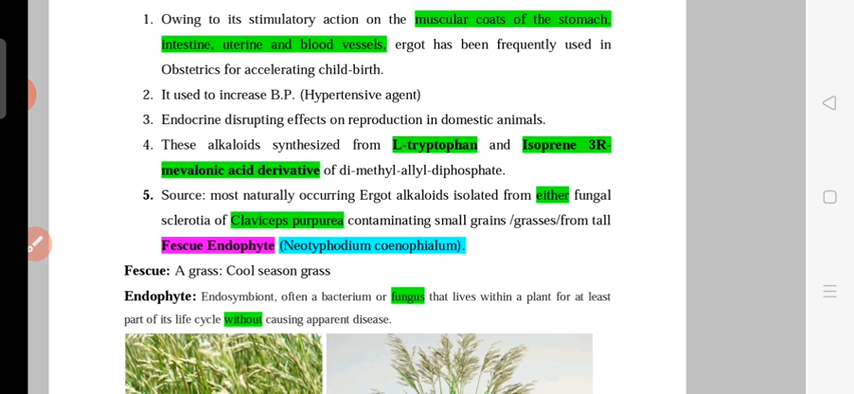 1. Owing to its stimulatory action on the muscular coats of the stomach,
intestine, uterine and blood vessels, ergot has been frequently used in
Obstetrics for accelerating child-birth.
2. It used to increase B.P. (Hypertensive agent)
3. Endocrine disrupting effects on reproduction in domestic animals.
4. These alkaloids synthesized from L-tryptophan and Isoprene 3R-
mevalonic acid derivative of di-methyl-allyl-diphosphate.
5. Source: most naturally occurring Ergot alkaloids isolated from either fungal
sclerotia of Claviceps purpurea contaminating small grains /grasses/from tall
Fescue Endophyte (Neotyphodium coenophialum).
Fescue: A grass: Cool season grass
Endophyte: Endosymbiont, often a bacterium or fungus that lives within a plant for at least
part of its life cycle without causing apparent disease.